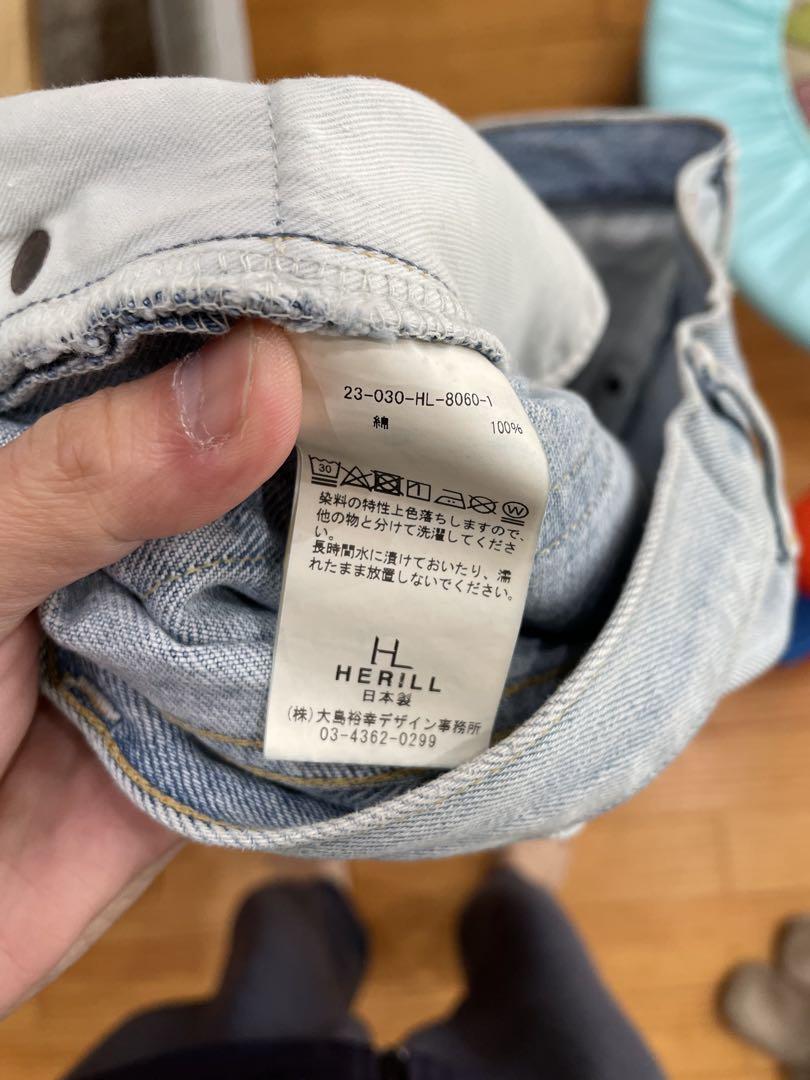 23-030-HL-8060-1
綿 100%
30
W
染料の特性上色落ちしますので、
他の物と分けて洗濯してくださ
い。
長時間水に漬けておいたり、濡
れたまま放置しないでください。
HL
HERILL
日本製
(株)大島裕幸デザイン事務所
03-4362-0299